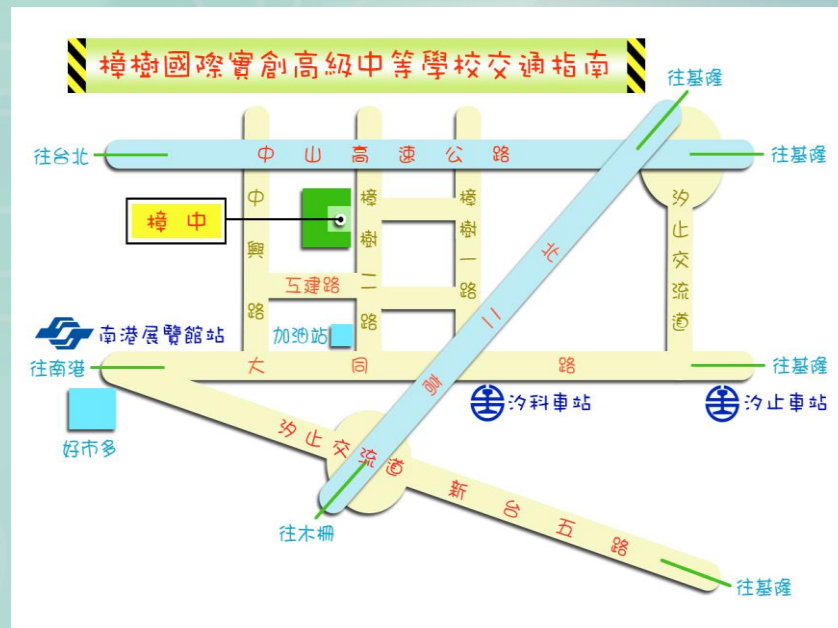 樟樹國際實創高級中等學校交通指南
往基隆
往台北
中山高速公路
往基隆
樟中
中興路
樟樹二路
樟樹一路
汐止交流道
北二高
互建路
加油站
南港展覽館站
往南港
大同路
往基隆
好市多
汐科車站
汐止車站
汐止交流道
新台五路
往木柵
往基隆